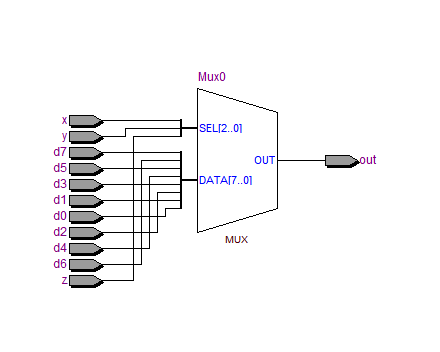 Mux0
x
y
SEL[2..0]
d7
d5
OUT
out
d3
DATA[7..0]
d1
d0
d2
d4
MUX
d6
z